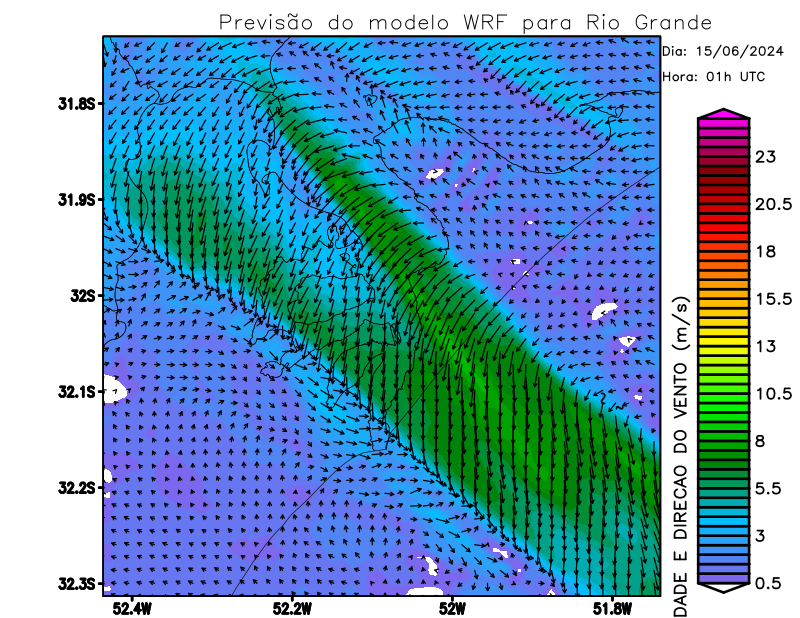 Previsão do modelo WRF para Rio Grande
Dia: 15/06/2024
Hora: 01h UTC
31.8S
31.9S
32S
32.1S
32.2S
32.3S
52.4W
52.2W
52W
51.8W
23
20.5
18
15.5
13
10.5
8
5.5
3
0.5
DADE E DIRECAO DO VENTO (m/s)